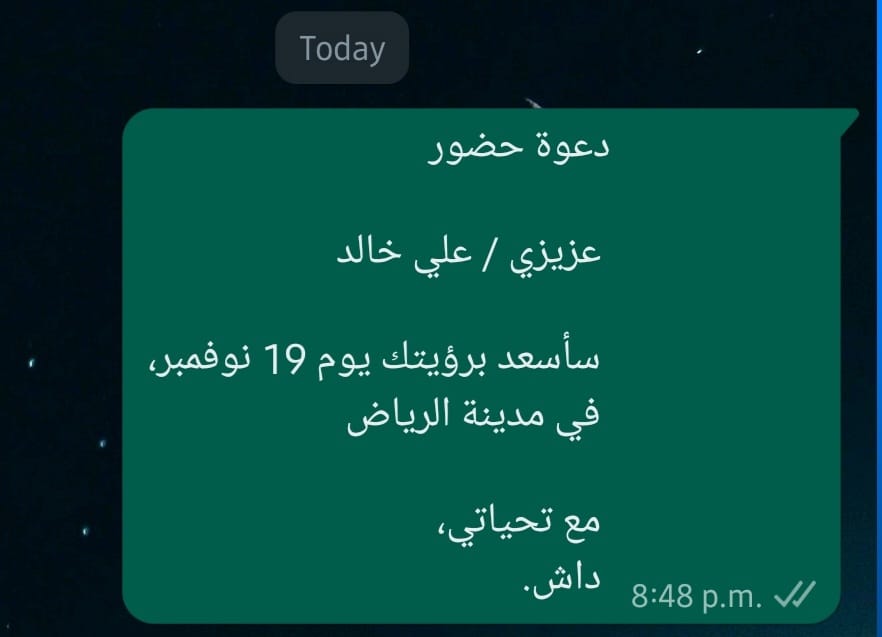 Today
دعوة حضور
عزيزي / علي خالد
سأسعد برؤيتك يوم 19 نوفمبر،
في مدينة الرياض
مع تحياتي،
داش.
8:48 p.m.